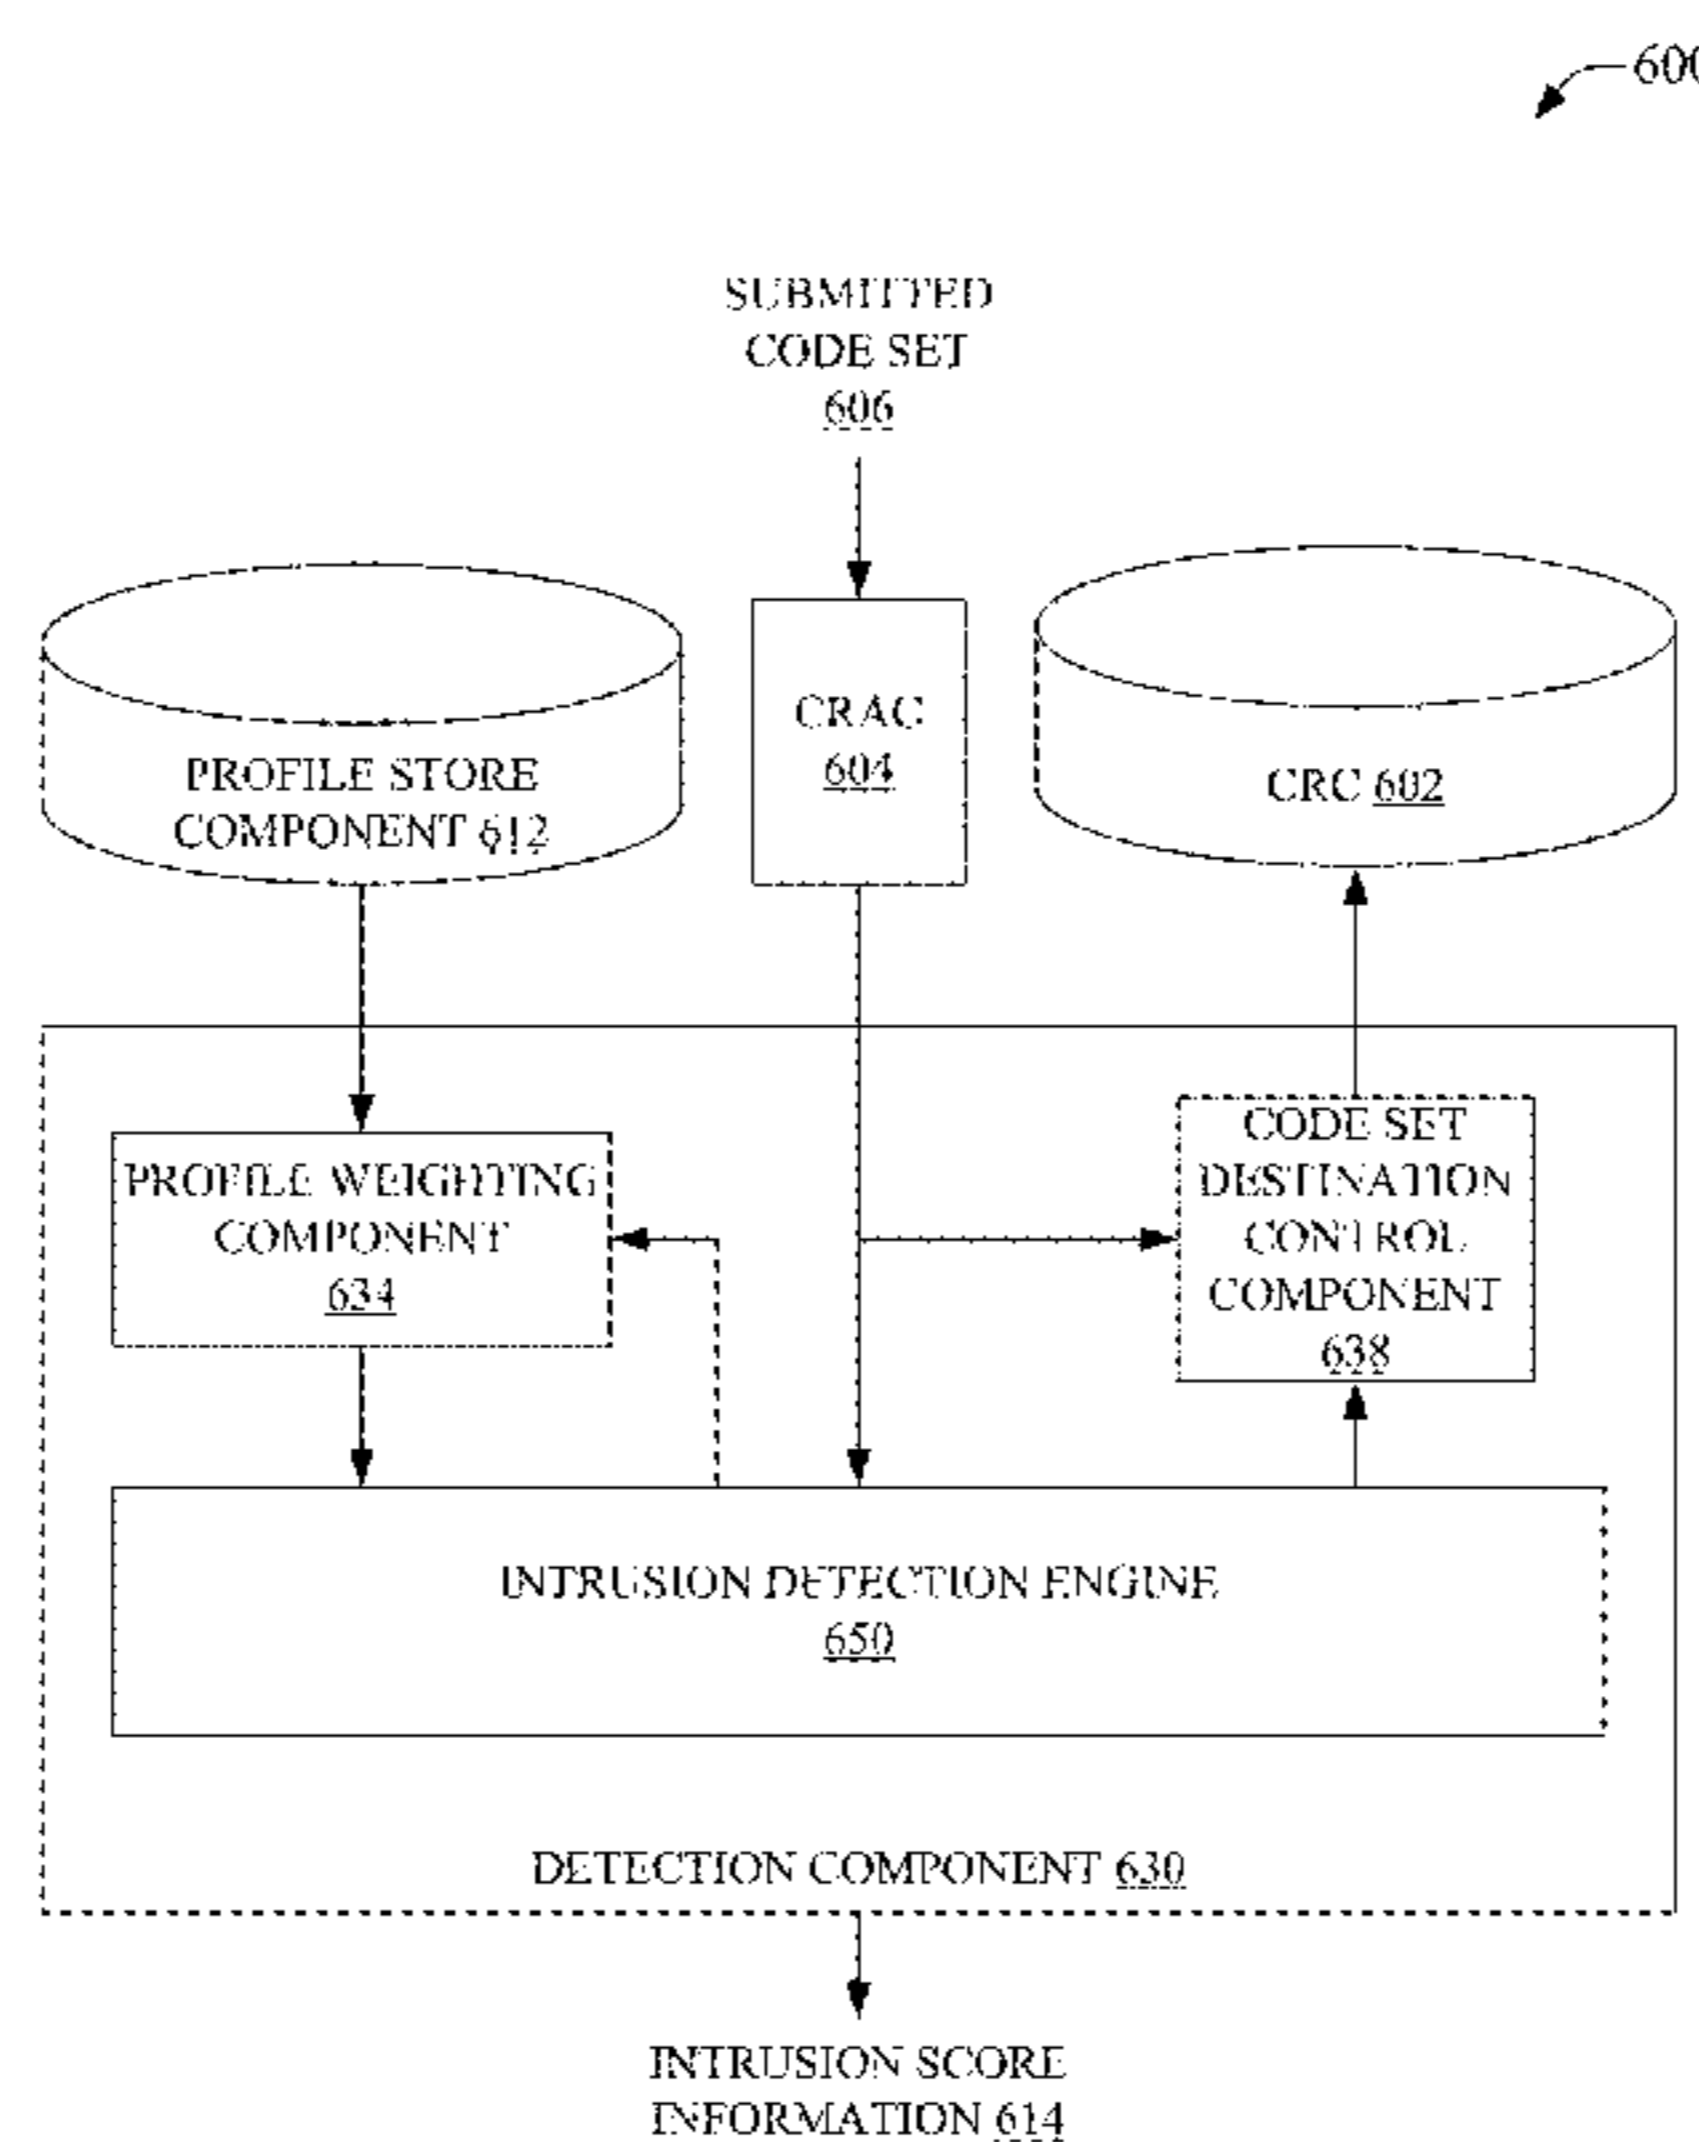 600
SUBMITTED
CODE SET
606
PROFILE STORE
COMPONENT 612
CRAC
604
CRC 602
PROFILE WEIGHTING
COMPONENT
634
CODE SET
DESTINATION
CONTROL
COMPONENT
638
INTRUSION DETECTION ENGINE
650
DETECTION COMPONENT 630
INTRUSION SCORE
INFORMATION 614